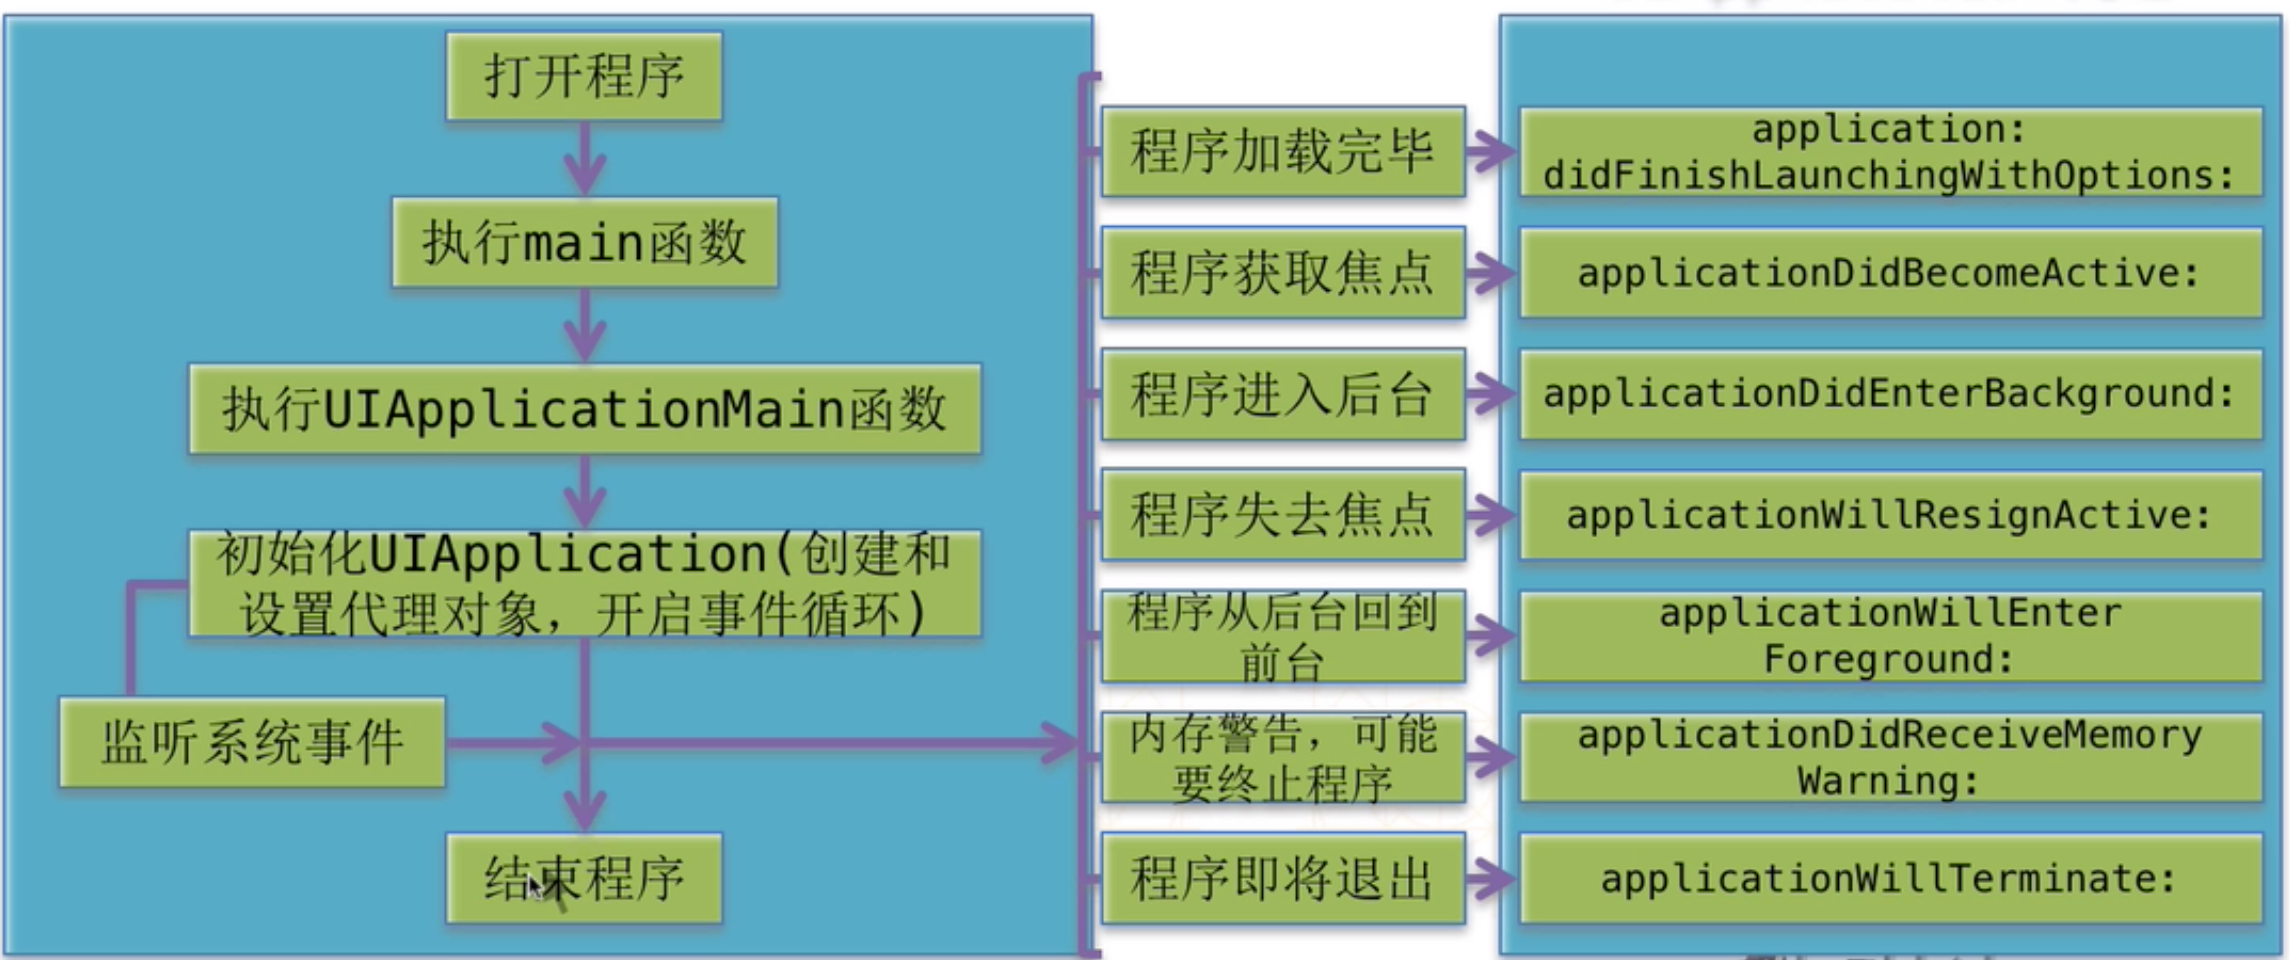 打开程序
执行main函数
执行UIApplicationMain函数
初始化UIApplication(创建和
设置代理对象，开启事件循环)
监听系统事件
结束程序
程序加载完毕
application:
didFinishLaunchingWithOptions:
程序获取焦点
applicationDidBecomeActive:
程序进入后台
applicationDidEnterBackground:
程序失去焦点
applicationWillResignActive:
程序从后台回到
前台
applicationWillEnter
Foreground:
内存警告，可能
要终止程序
applicationDidReceiveMemory
Warning:
程序即将退出
applicationWillTerminate: